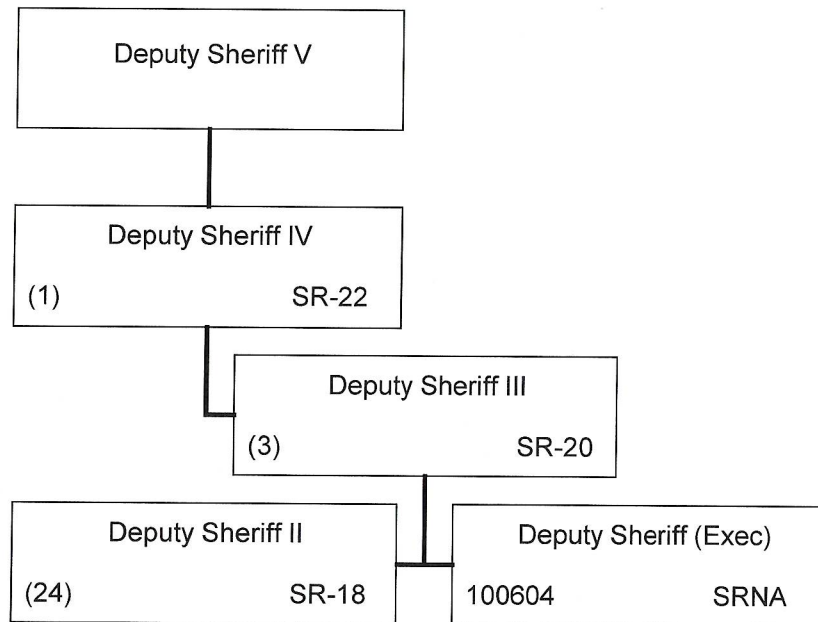 Deputy Sheriff V
Deputy Sheriff IV
(1) SR-22
Deputy Sheriff III
(3) SR-20
Deputy Sheriff II
(24) SR-18
Deputy Sheriff (Exec)
100604 SRNA